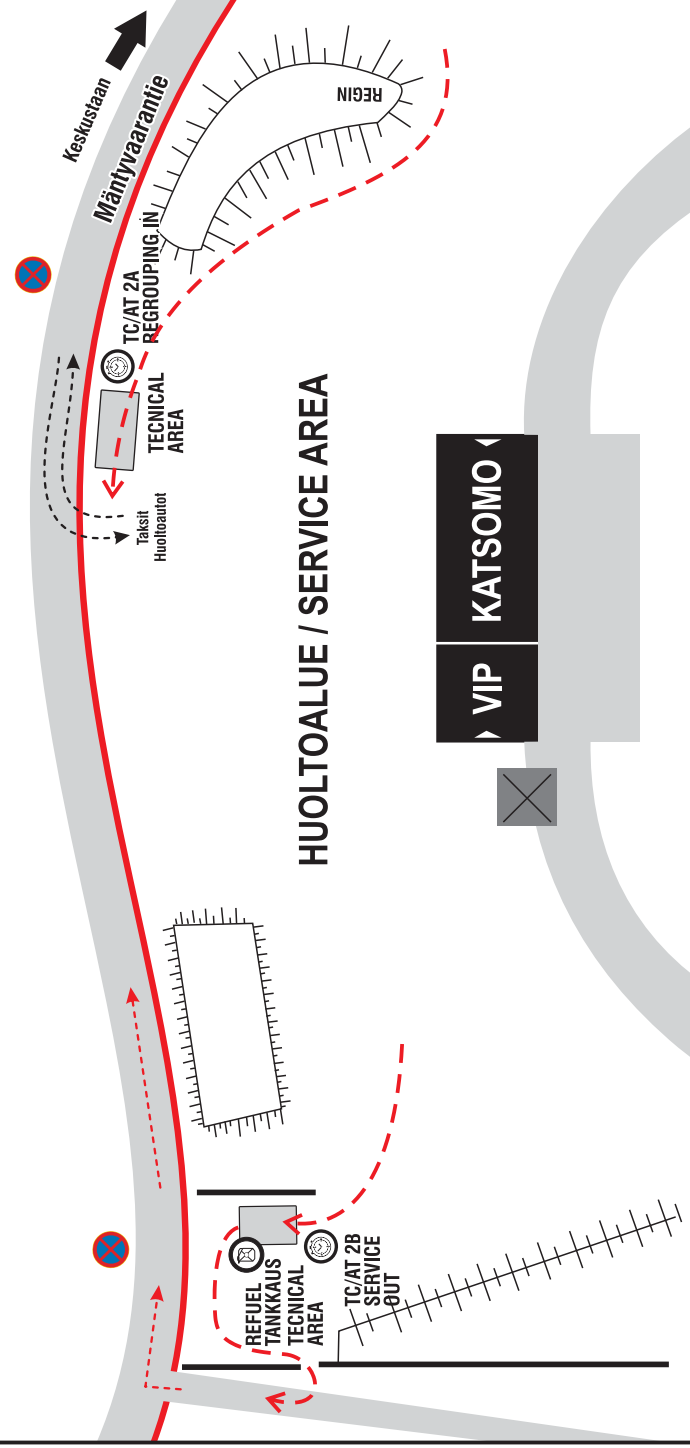 Keskustaan
Mäntyvaarantie
REGIN
TC/AT 2A
REGROUPING IN
TECNICAL
AREA
Taksit
Huoltoautot
HUOLTOALUE / SERVICE AREA
KATSOMO
VIP
REFUEL
TANKKAUS
TECNICAL
AREA
TC/AT 2B
SERVICE
OUT